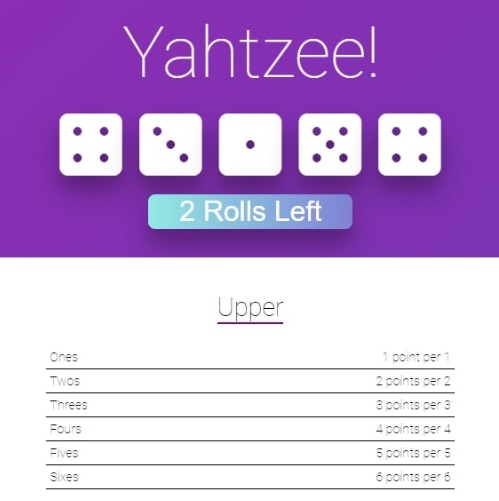 Yahtzee!
2 Rolls Left
Upper
Ones 1 point per 1
Twos 2 points per 2
Threes 3 points per 3
Fours 4 points per 4
Fives 5 points per 5
Sixes 6 points per 6